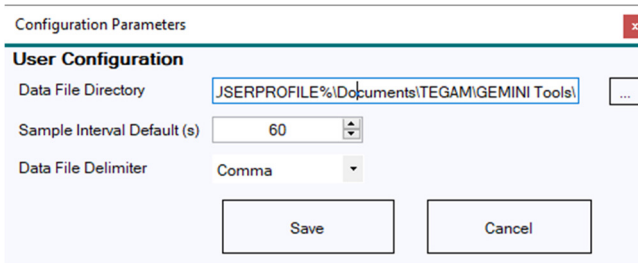 Configuration Parameters
x
User Configuration
Data File Directory
JSERPROFILE%\Documents\TEGAM\GEMINI Tools\
...
Sample Interval Default (s)
60
Data File Delimiter
Comma
Save
Cancel